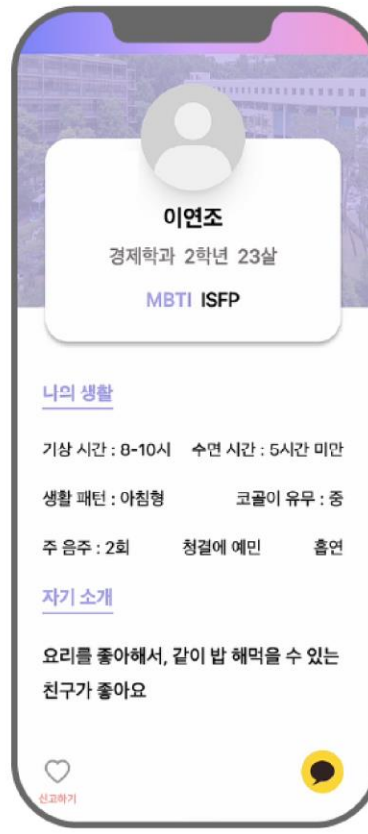 이연조
경제학과 2학년 23살
MBTI ISFP
나의 생활
기상 시간 : 8-10시 수면 시간 : 5시간 미만
생활 패턴 : 아침형 코골이 유무 : 중
주 음주 : 2회 청결에 예민 흡연
자기 소개
요리를 좋아해서, 같이 밥 해먹을 수 있는
친구가 좋아요
신고하기